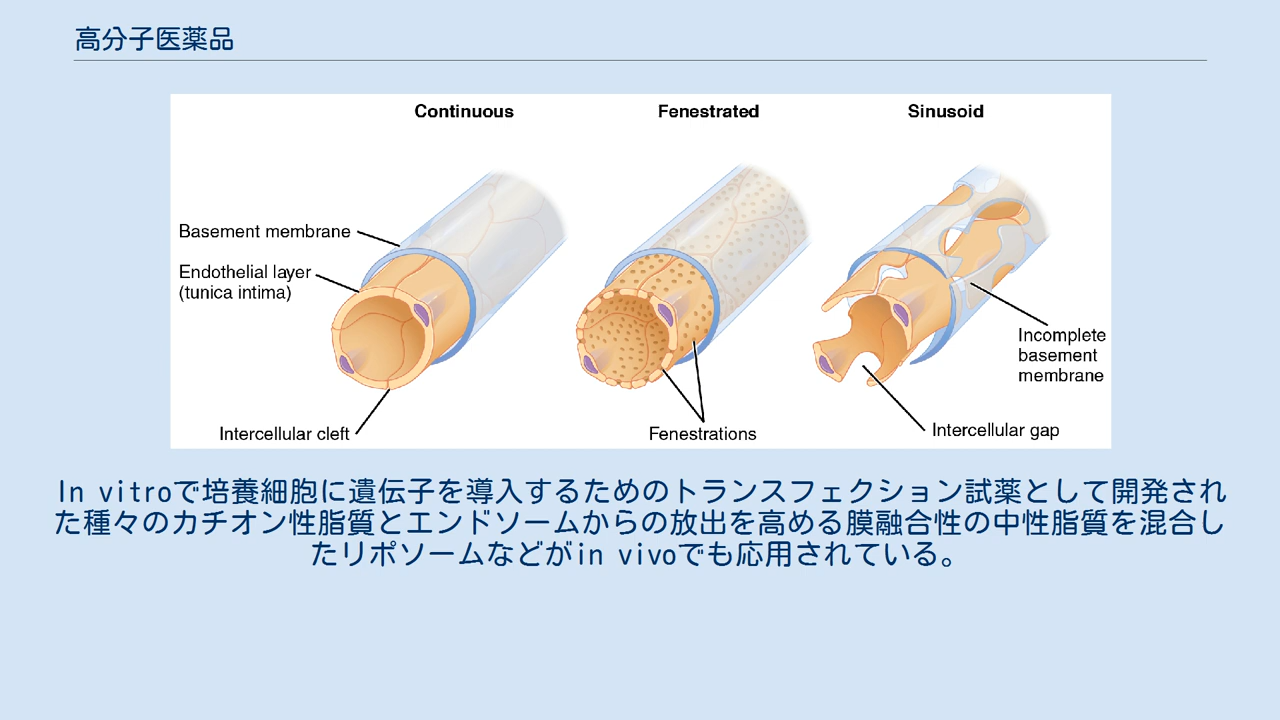 高分子医薬品
Continuous
Fenestrated
Sinusoid
Basement membrane
Endothelial layer
(tunica intima)
Incomplete
basement
membrane
Intercellular cleft
Fenestrations
Intercellular gap
In vitroで培養細胞に遺伝子を導入するためのトランスフェクション試薬として開発され
た種々のカチオン性脂質とエンドソームからの放出を高める膜融合性の中性脂質を混合し
たリポソームなどがin vivoでも応用されている。